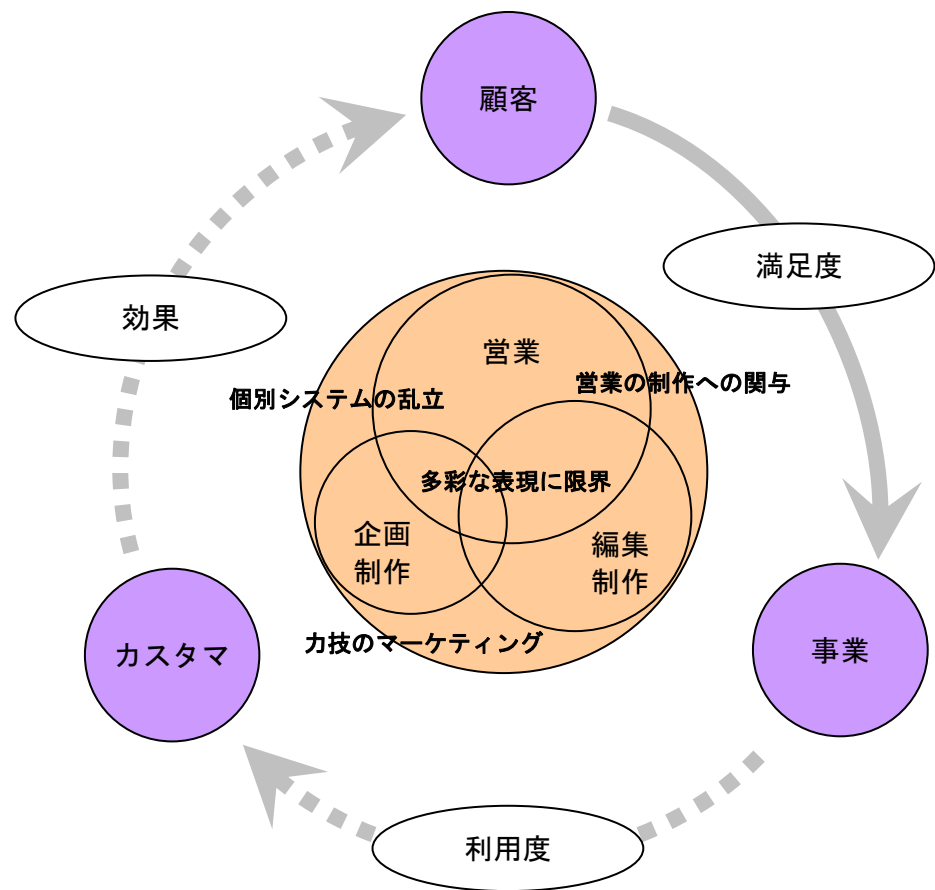 顧客
満足度
効果
営業
営業の制作への関与
個別システムの乱立
多彩な表現に限界
企画
制作
編集
制作
力技のマーケティング
カスタマ
事業
利用度